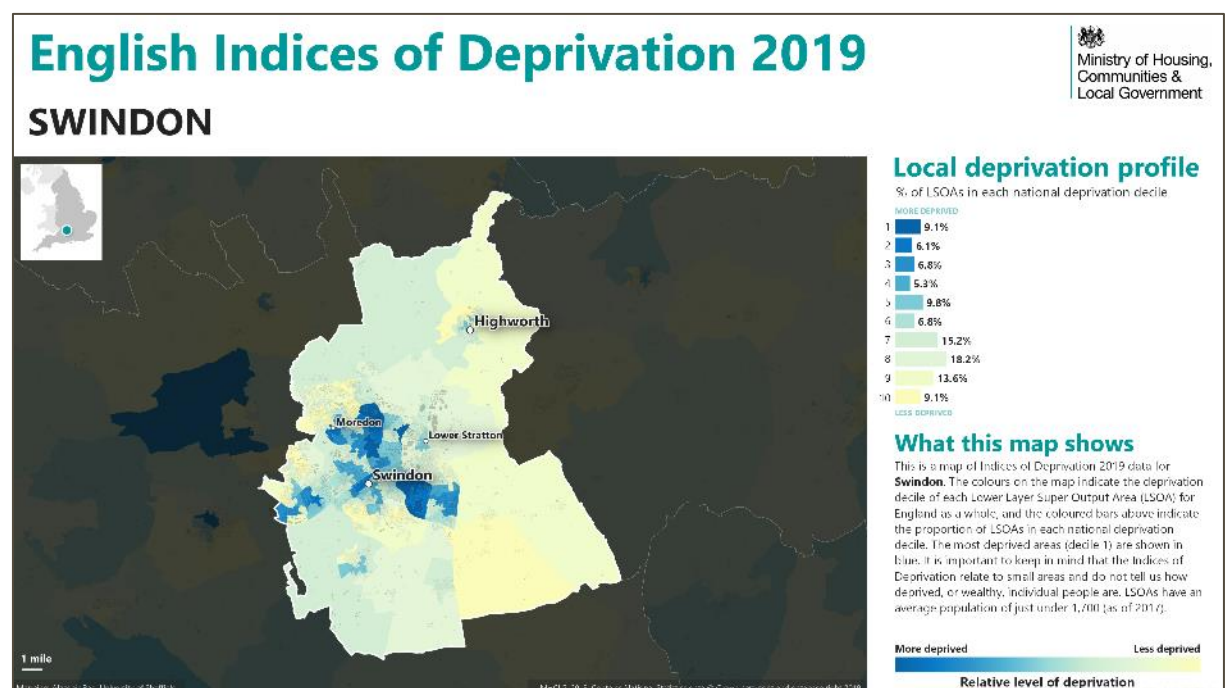 English Indices of Deprivation 2019
SWINDON
Ministry of Housing,
Communities &
Local Government
Highworth
Moredon
Lower Stratton
Swindon
1 mile
Local deprivation profile
% of LSOAs in each national deprivation decile
MORE DEPRIVED
1 9.1%
2 6.1%
3 6.8%
4 5.3%
5 9.8%
6 6.8%
7 15.2%
8 18.2%
9 13.6%
10 9.1%
LESS DEPRIVED
What this map shows
This is a map of Indices of Deprivation 2019 data for
Swindon. The colours on the map indicate the deprivation
decile of each Lower Layer Super Output Area (LSOA) for
England as a whole, and the coloured bars above indicate
the proportion of LSOAs in each national deprivation
decile. The most deprived areas (decile 1) are shown in
blue. It is important to keep in mind that the Indices of
Deprivation relate to small areas and do not tell us how
deprived, or wealthy, individual people are. LSOAs have an
average population of just under 1,700 (as of 2017).
More deprived Less deprived
Relative level of deprivation